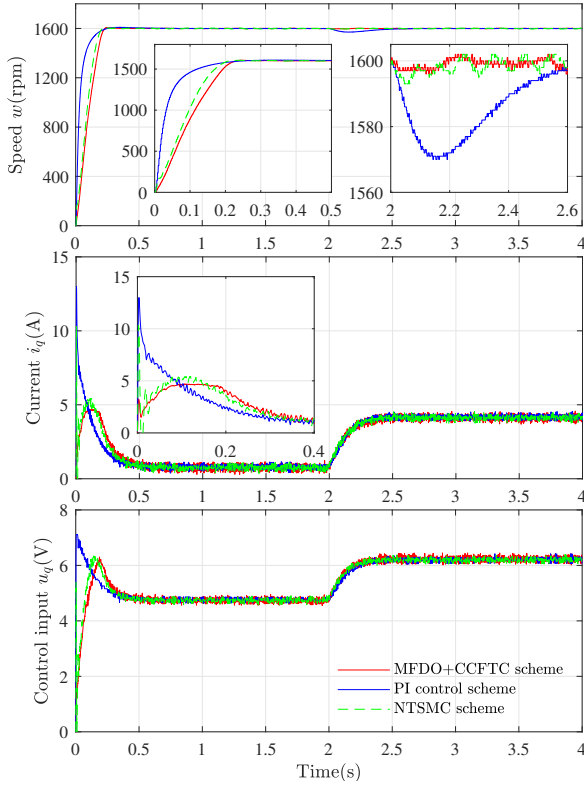 Speed w(rpm)
1600
1200
800
400
0
1500
1000
500
0
0 0.1 0.2 0.3 0.4 0.5
1600
1580
1560
2 2.2 2.4 2.6
0 0.5 1 1.5 2 2.5 3 3.5 4
Current i_q(A)
15
10
5
0
15
10
5
0
0 0.2 0.4
0 0.5 1 1.5 2 2.5 3 3.5 4
Control input u_q(V)
8
6
4
2
0
MFDO+CCFTC scheme
PI control scheme
NTSMC scheme
0 0.5 1 1.5 2 2.5 3 3.5 4
Time(s)